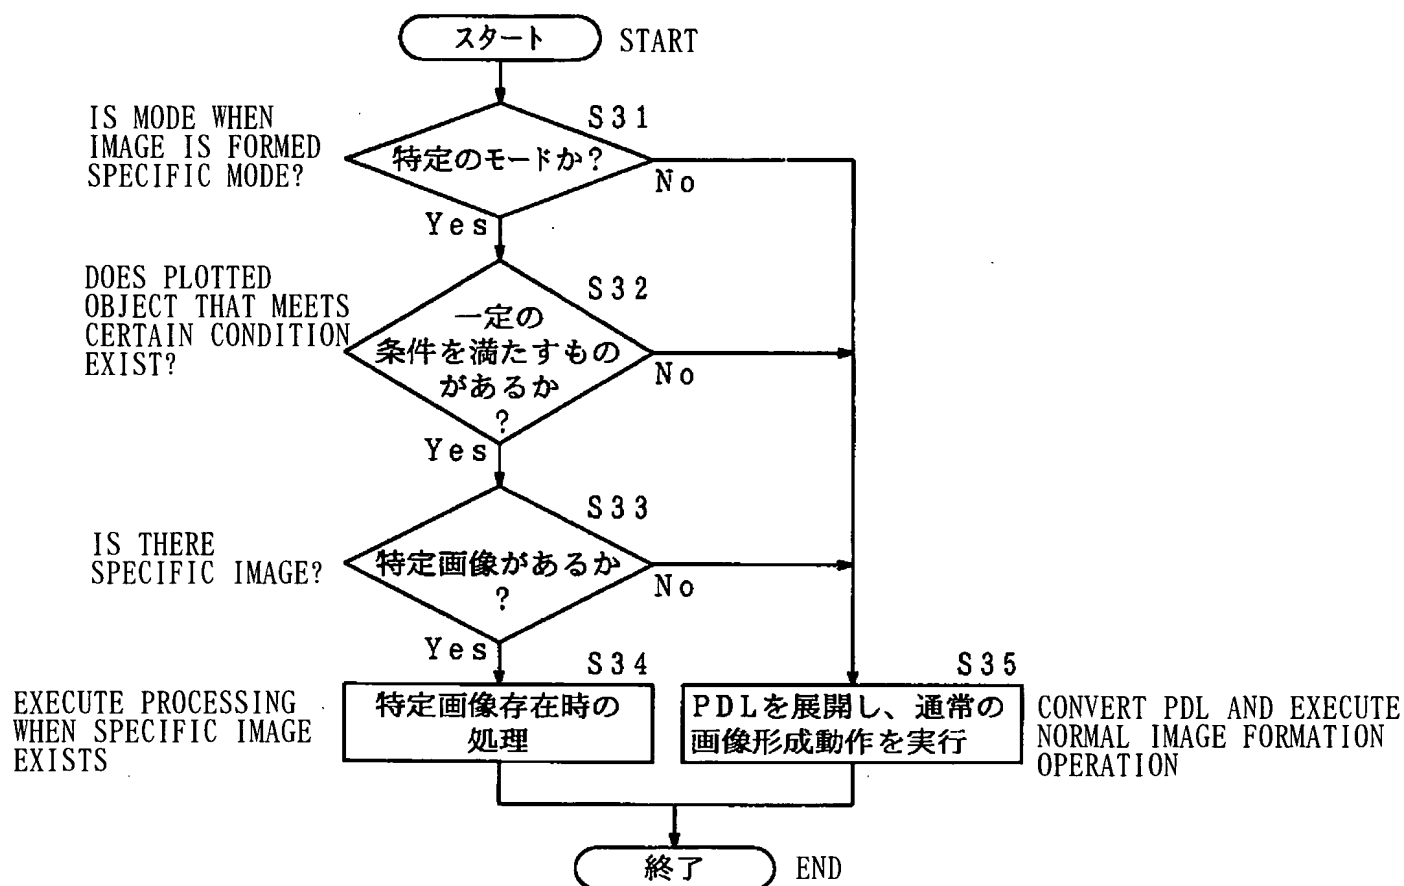 スタート
START
IS MODE WHEN
IMAGE IS FORMED
SPECIFIC MODE?
S31
特定のモードか?
No
Yes
DOES PLOTTED
OBJECT THAT MEETS
CERTAIN CONDITION
EXIST?
S32
一定の
条件を満たすもの
があるか
?
No
Yes
IS THERE
SPECIFIC IMAGE?
S33
特定画像があるか
?
No
Yes
EXECUTE PROCESSING
WHEN SPECIFIC IMAGE
EXISTS
S34
特定画像存在時の
処理
S35
PDLを展開し、通常の
画像形成動作を実行
CONVERT PDL AND EXECUTE
NORMAL IMAGE FORMATION
OPERATION
終了
END